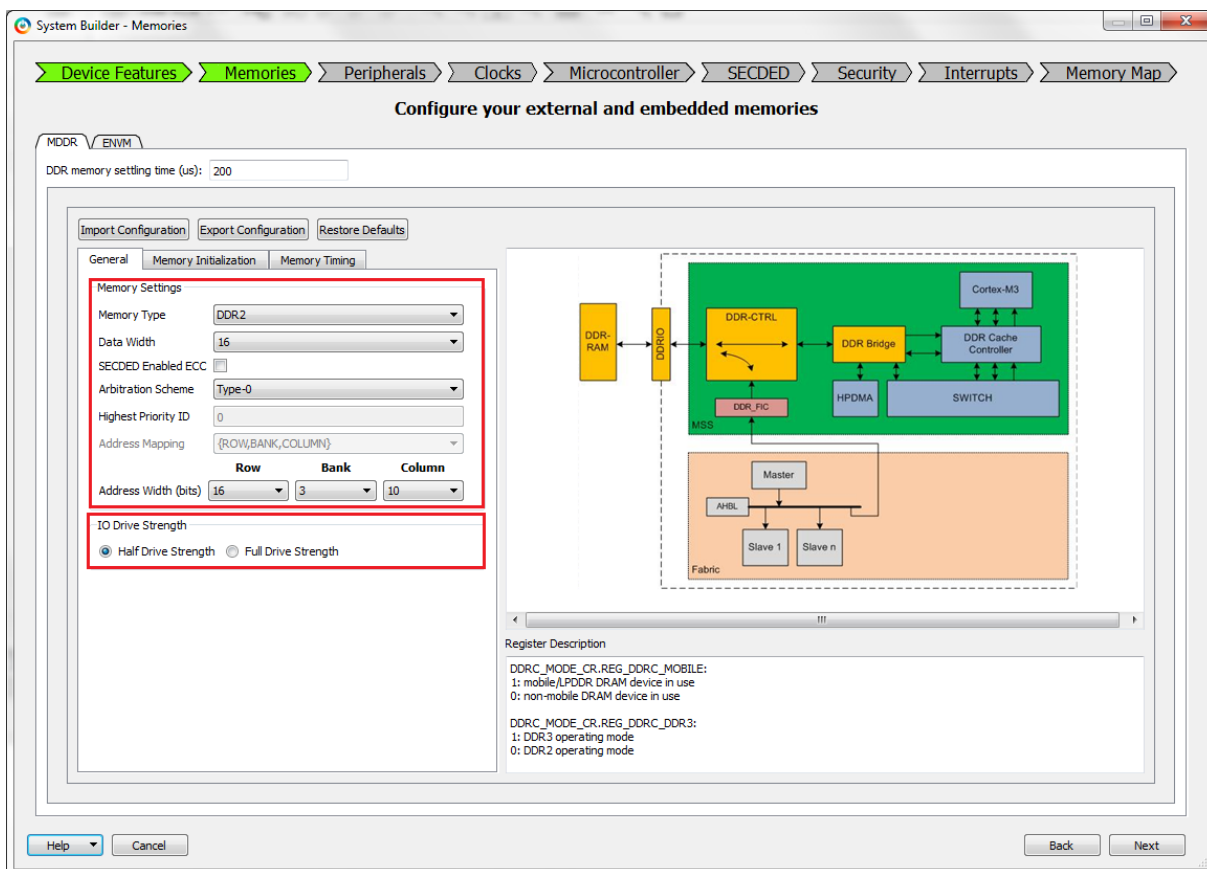 System Builder - Memories
Device Features Memories Peripherals Clocks Microcontroller SECDED Security Interrupts Memory Map
Configure your external and embedded memories
MDDR ENVM
DDR memory settling time (us): 200
Import Configuration Export Configuration Restore Defaults
General Memory Initialization Memory Timing
Memory Settings
Memory Type DDR2
Data Width 16
SECDED Enabled ECC
Arbitration Scheme Type-0
Highest Priority ID 0
Address Mapping {ROW,BANK,COLUMN}
Row Bank Column
Address Width (bits) 16 3 10
IO Drive Strength
Half Drive Strength Full Drive Strength
DDR-
RAM
DDRIO
DDR-CTRL
DDR_FIC
DDR Bridge
HPDMA
Cortex-M3
DDR Cache
Controller
SWITCH
MSS
Master
AHBL
Slave 1 Slave n
Fabric
Register Description
DDRC_MODE_CR.REG_DDRC_MOBILE:
1: mobile/LPDDR DRAM device in use
0: non-mobile DRAM device in use
DDRC_MODE_CR.REG_DDRC_DDR3:
1: DDR3 operating mode
0: DDR2 operating mode
Help Cancel Back Next